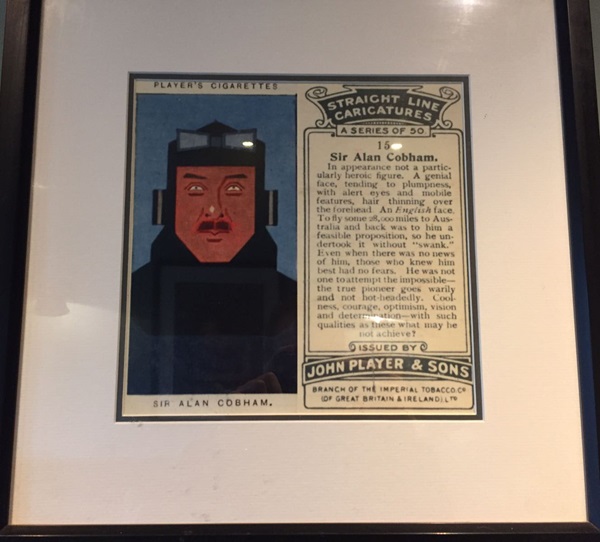 PLAYER'S CIGARETTES
SIR ALAN COBHAM.
STRAIGHT LINE
CARICATURES
A SERIES OF 50
15
Sir Alan Cobham.
In appearance not a partic-
ularly heroic figure. A genial
face, tending to plumpness,
with alert eyes and mobile
features, hair thinning over
the forehead An English face.
To fly some 28,000 miles to Aus-
tralia and back was to him a
feasible proposition, so he un-
dertook it without "swank."
Even when there was no news
of him, those who knew him
best had no fears. He was not
one to attempt the impossible—
the true pioneer goes warily
and not hot-headedly. Cool-
ness, courage, optimism, vision
and determination—with such
qualities as these what may he
not achieve?
ISSUED BY
JOHN PLAYER & SONS
BRANCH OF THE IMPERIAL TOBACCO Co
(OF GREAT BRITAIN & IRELAND) LTD